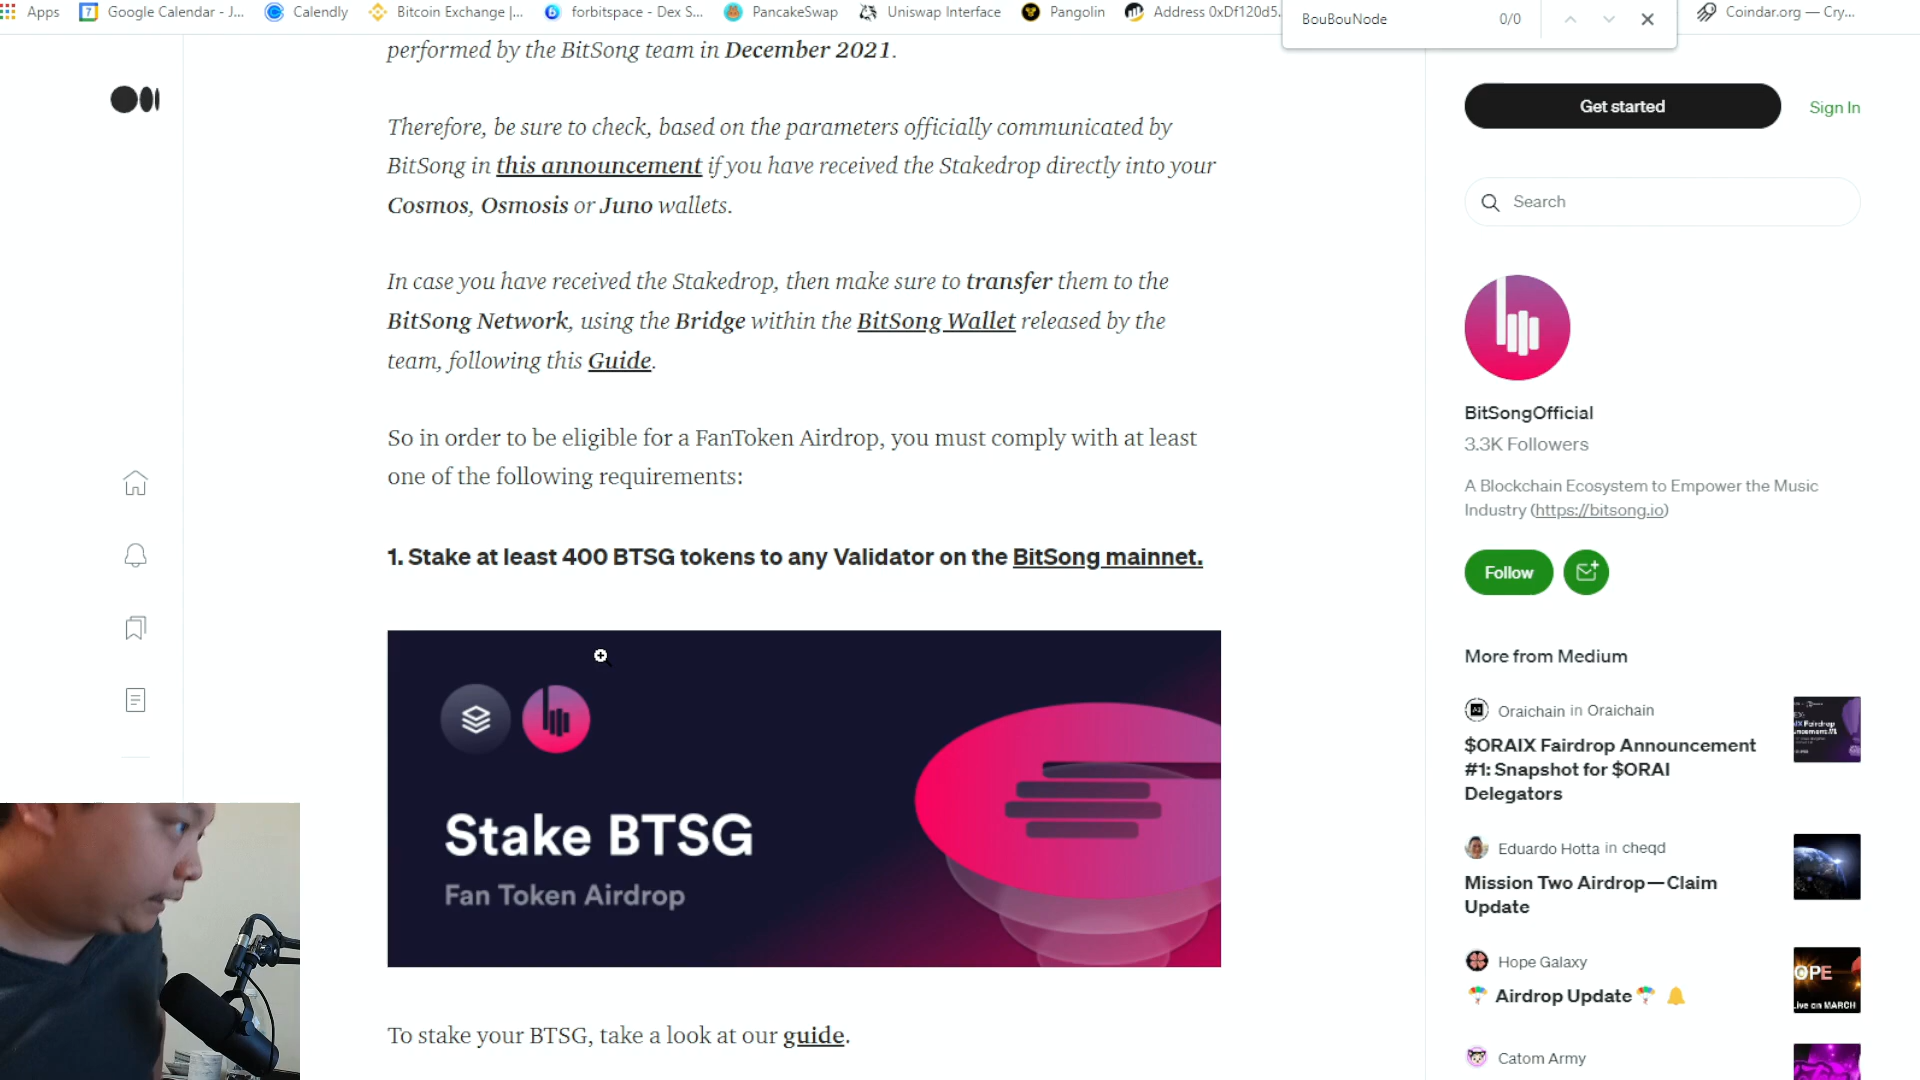 Apps
7 Google Calendar - J...
Calendly
Bitcoin Exchange |...
forbitspace - Dex S...
PancakeSwap
Uniswap Interface
Pangolin
Address 0xDf120d5.
BouBouNode
0/0
Coindar.org — Cry...
performed by the BitSong team in December 2021.
Therefore, be sure to check, based on the parameters officially communicated by
BitSong in this announcement if you have received the Stakedrop directly into your
Cosmos, Osmosis or Juno wallets.
In case you have received the Stakedrop, then make sure to transfer them to the
BitSong Network, using the Bridge within the BitSong Wallet released by the
team, following this Guide.
So in order to be eligible for a FanToken Airdrop, you must comply with at least
one of the following requirements:
1. Stake at least 400 BTSG tokens to any Validator on the BitSong mainnet.
Stake BTSG
Fan Token Airdrop
To stake your BTSG, take a look at our guide.
Get started
Sign In
Search
BitSongOfficial
3.3K Followers
A Blockchain Ecosystem to Empower the Music
Industry (https://bitsong.io)
Follow
More from Medium
Oraichain in Oraichain
$ORAIX Fairdrop Announcement
#1: Snapshot for $ORAI
Delegators
Eduardo Hotta in cheqd
Mission Two Airdrop — Claim
Update
Hope Galaxy
Airdrop Update
OPE
Live on MARCH
Catom Army